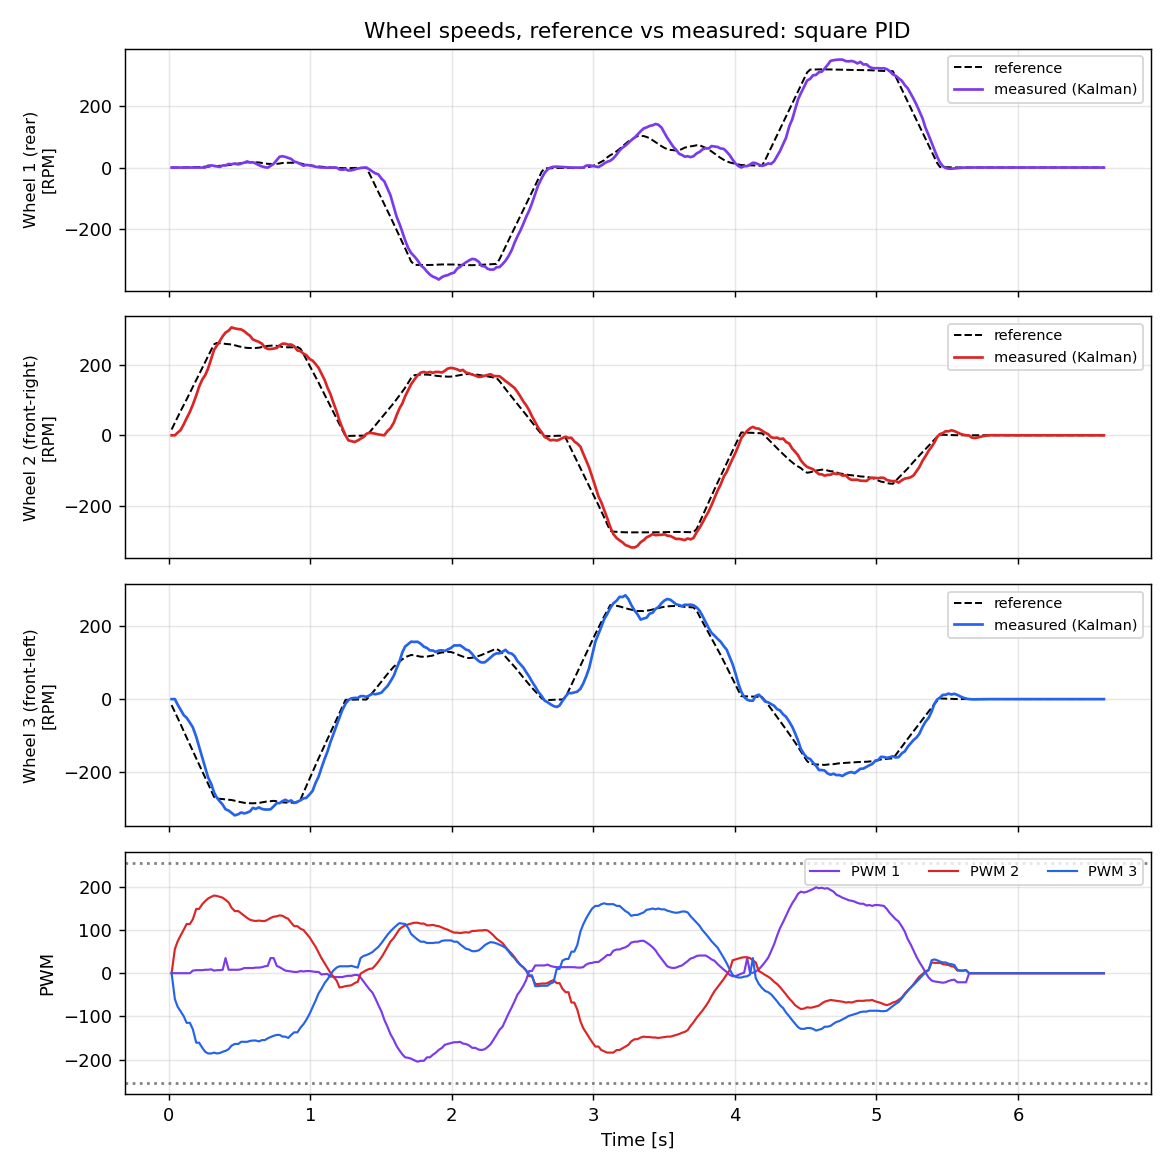 Wheel speeds, reference vs measured: square PID
Wheel 1 (rear)
[RPM]
200
0
−200
reference
measured (Kalman)
Wheel 2 (front-right)
[RPM]
200
0
−200
reference
measured (Kalman)
Wheel 3 (front-left)
[RPM]
200
0
−200
reference
measured (Kalman)
PWM
200
100
0
−100
−200
PWM 1 PWM 2 PWM 3
0 1 2 3 4 5 6
Time [s]